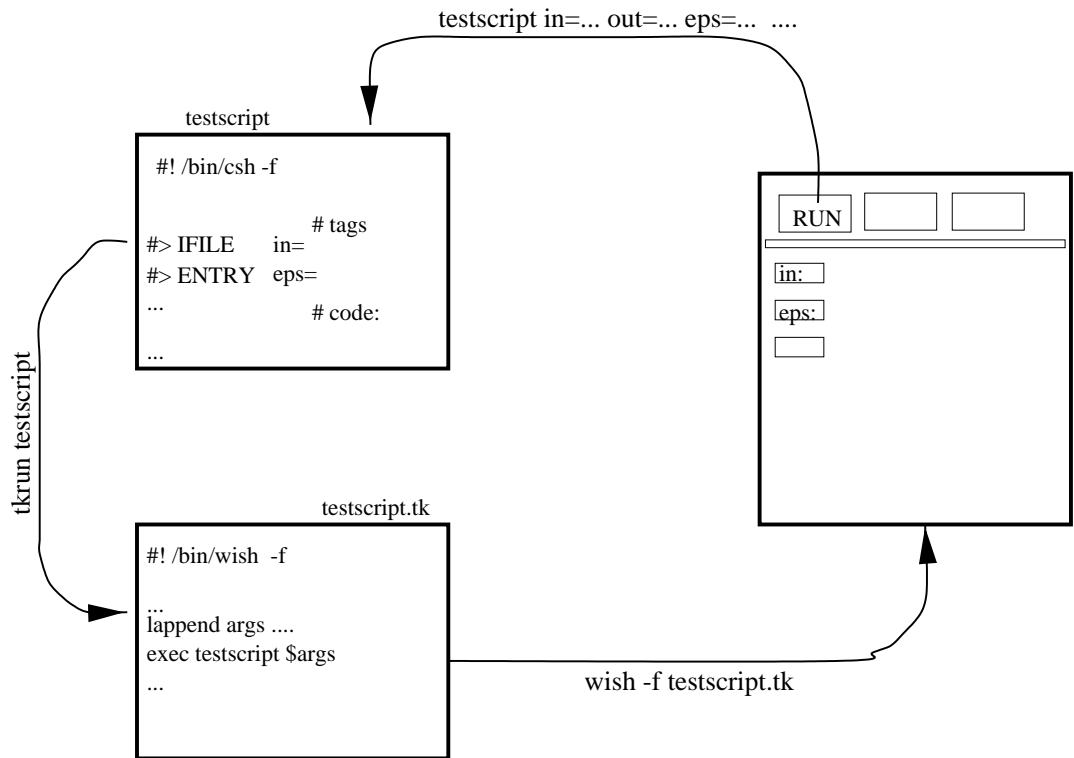 testscript in=... out=... eps=... ....
testscript
#! /bin/csh -f
# tags
#> IFILE in=
#> ENTRY eps=
...
# code:
...
RUN
in:
eps:
tkrun testscript
testscript.tk
#! /bin/wish -f
...
lappend args ....
exec testscript $args
...
wish -f testscript.tk